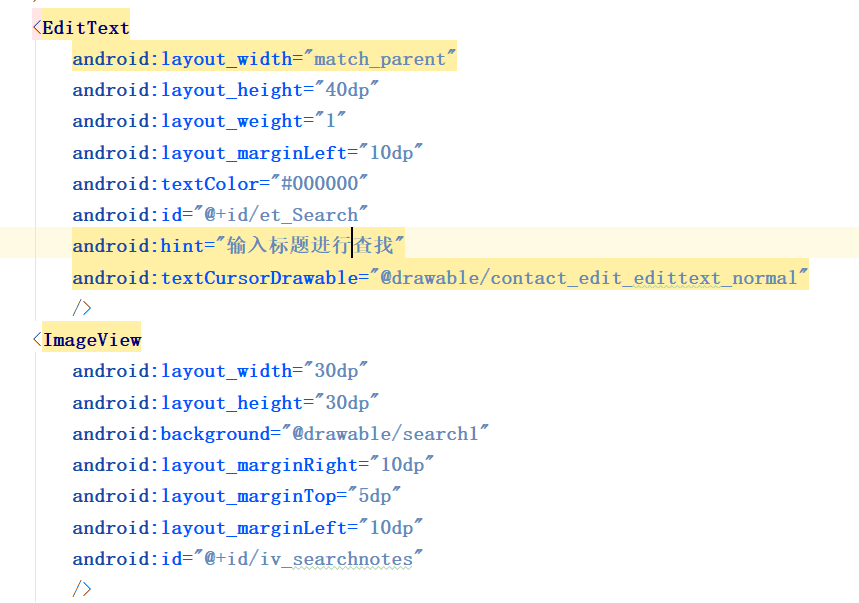 <EditText
android:layout_width="match_parent"
android:layout_height="40dp"
android:layout_weight="1"
android:layout_marginLeft="10dp"
android:textColor="#000000"
android:id="@+id/et_Search"
android:hint="输入标题进行查找"
android:textCursorDrawable="@drawable/contact_edit_edittext_normal"
/>
<ImageView
android:layout_width="30dp"
android:layout_height="30dp"
android:background="@drawable/search1"
android:layout_marginRight="10dp"
android:layout_marginTop="5dp"
android:layout_marginLeft="10dp"
android:id="@+id/iv_searchnotes"
/>